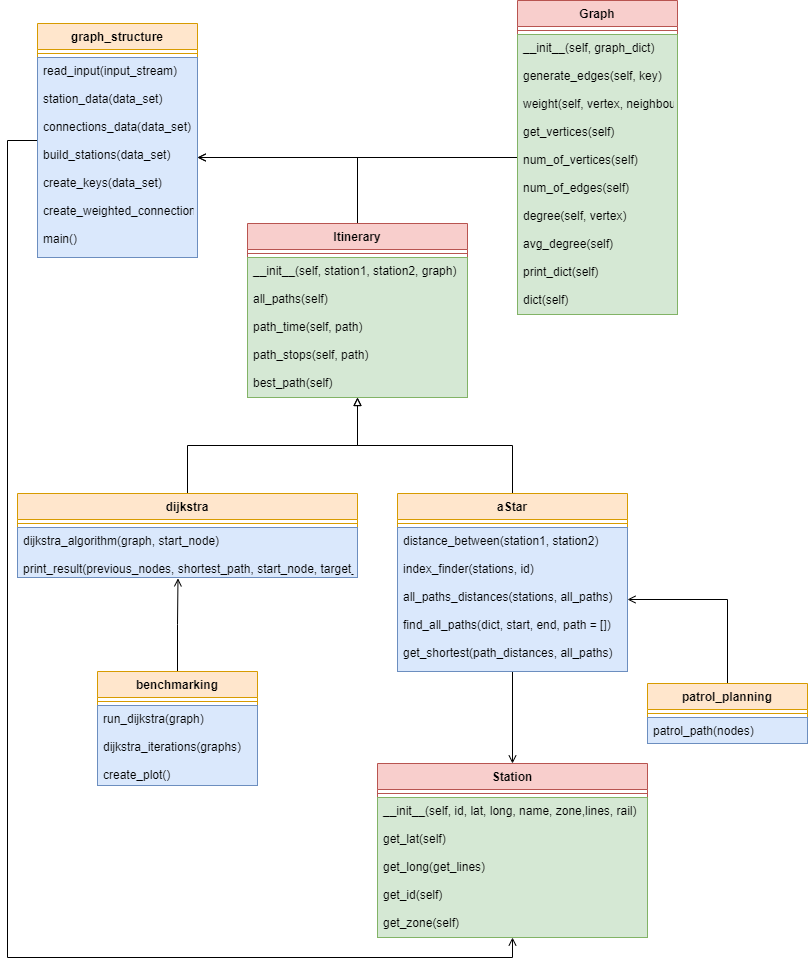 graph_structure
read_input(input_stream)
station_data(data_set)
connections_data(data_set)
build_stations(data_set)
create_keys(data_set)
create_weighted_connection
main()
Graph
__init__(self, graph_dict)
generate_edges(self, key)
weight(self, vertex, neighbou
get_vertices(self)
num_of_vertices(self)
num_of_edges(self)
degree(self, vertex)
avg_degree(self)
print_dict(self)
dict(self)
Itinerary
__init__(self, station1, station2, graph)
all_paths(self)
path_time(self, path)
path_stops(self, path)
best_path(self)
dijkstra
dijkstra_algorithm(graph, start_node)
print_result(previous_nodes, shortest_path, start_node, target_
aStar
distance_between(station1, station2)
index_finder(stations, id)
all_paths_distances(stations, all_paths)
find_all_paths(dict, start, end, path = [])
get_shortest(path_distances, all_paths)
benchmarking
run_dijkstra(graph)
dijkstra_iterations(graphs)
create_plot()
patrol_planning
patrol_path(nodes)
Station
__init__(self, id, lat, long, name, zone,lines, rail)
get_lat(self)
get_long(get_lines)
get_id(self)
get_zone(self)